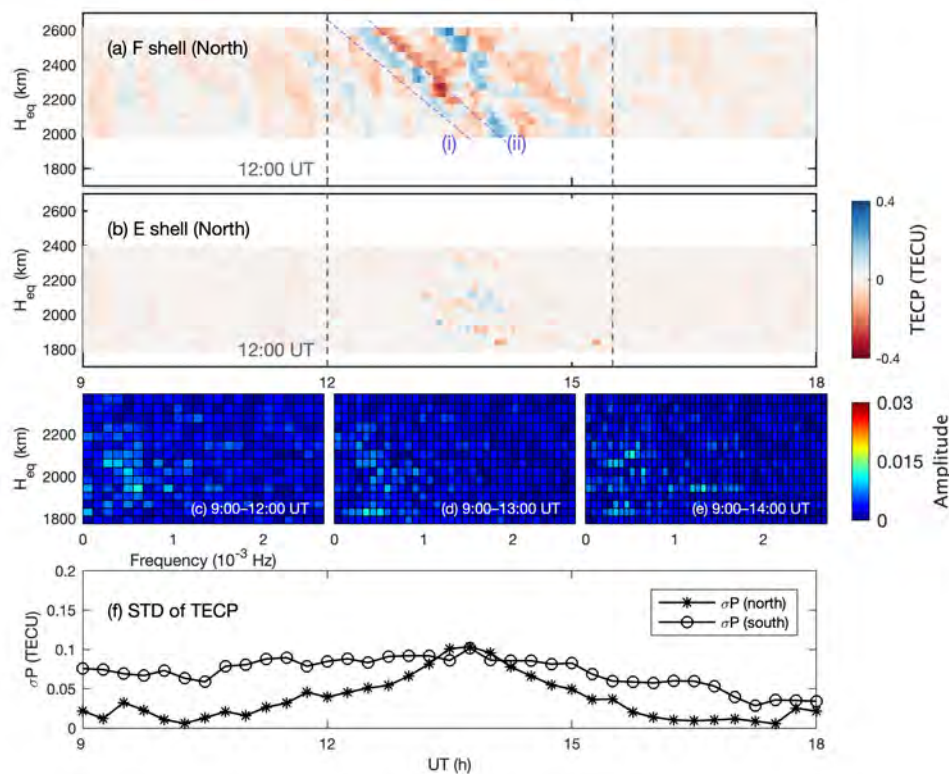 (a) F shell (North)
2600
2400
2200
2000
1800
H_eq (km)
(i)
(ii)
12:00 UT
(b) E shell (North)
2600
2400
2200
2000
1800
H_eq (km)
12:00 UT
9
12
15
18
0.4
0
-0.4
TECP (TECU)
2200
2000
1800
H_eq (km)
(c) 9:00–12:00 UT
(d) 9:00–13:00 UT
(e) 9:00–14:00 UT
0
1
2
0
1
2
0
1
2
Frequency (10⁻³ Hz)
0.03
0.015
0
Amplitude
(f) STD of TECP
0.2
0.15
0.1
0.05
0
σP (TECU)
σP (north)
σP (south)
9
12
15
18
UT (h)